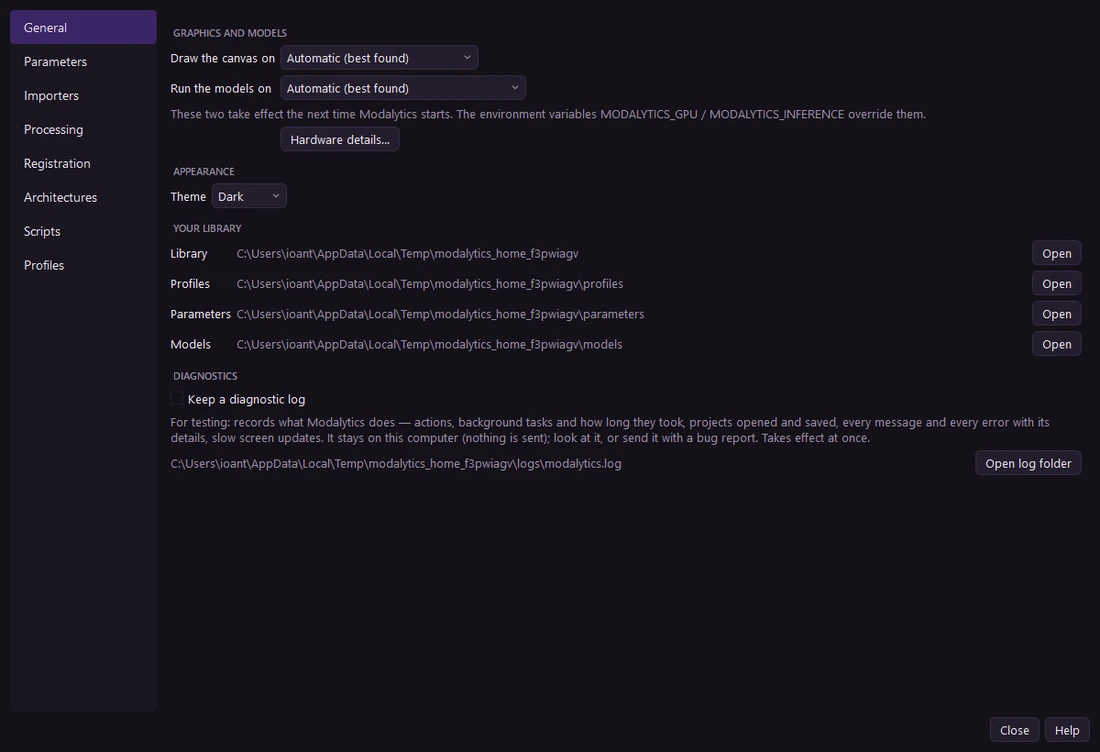 General
Parameters
Importers
Processing
Registration
Architectures
Scripts
Profiles
GRAPHICS AND MODELS
Draw the canvas on Automatic (best found)
Run the models on Automatic (best found)
These two take effect the next time Modalytics starts. The environment variables MODALYTICS_GPU / MODALYTICS_INFERENCE override them.
Hardware details...
APPEARANCE
Theme Dark
YOUR LIBRARY
Library C:\Users\ioant\AppData\Local\Temp\modalytics_home_f3pwiagv Open
Profiles C:\Users\ioant\AppData\Local\Temp\modalytics_home_f3pwiagv\profiles Open
Parameters C:\Users\ioant\AppData\Local\Temp\modalytics_home_f3pwiagv\parameters Open
Models C:\Users\ioant\AppData\Local\Temp\modalytics_home_f3pwiagv\models Open
DIAGNOSTICS
Keep a diagnostic log
For testing: records what Modalytics does — actions, background tasks and how long they took, projects opened and saved, every message and every error with its
details, slow screen updates. It stays on this computer (nothing is sent); look at it, or send it with a bug report. Takes effect at once.
C:\Users\ioant\AppData\Local\Temp\modalytics_home_f3pwiagv\logs\modalytics.log Open log folder
Close Help